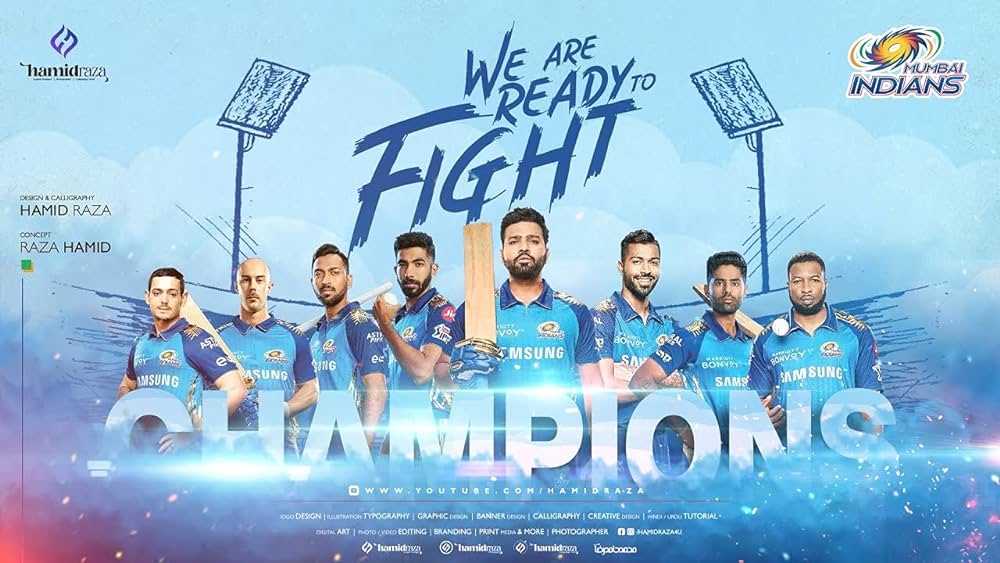 hamidraza
WE ARE
READY TO
FIGHT
MUMBAI
INDIANS
DESIGN & CALLIGRAPHY
HAMID RAZA
CONCEPT
RAZA HAMID
SAMSUNG
SAMSUNG
SAMSUNG
MARRIOTT
BONVOY
SAMSUNG
CHAMPIONS
WWW.YOUTUBE.COM/HAMIDRAZA
LOGO DESIGN | ILLUSTRATION TYPOGRAPHY | GRAPHIC DESIGN | BANNER DESIGN | CALLIGRAPHY | CREATIVE DESIGN | HINDI / URDU TUTORIAL
DIGITAL ART | PHOTO / VIDEO EDITING | BRANDING | PRINT MEDIA & MORE | PHOTOGRAPHER /HAMIDRAZA4U
hamidraza hamidraza hamidraza